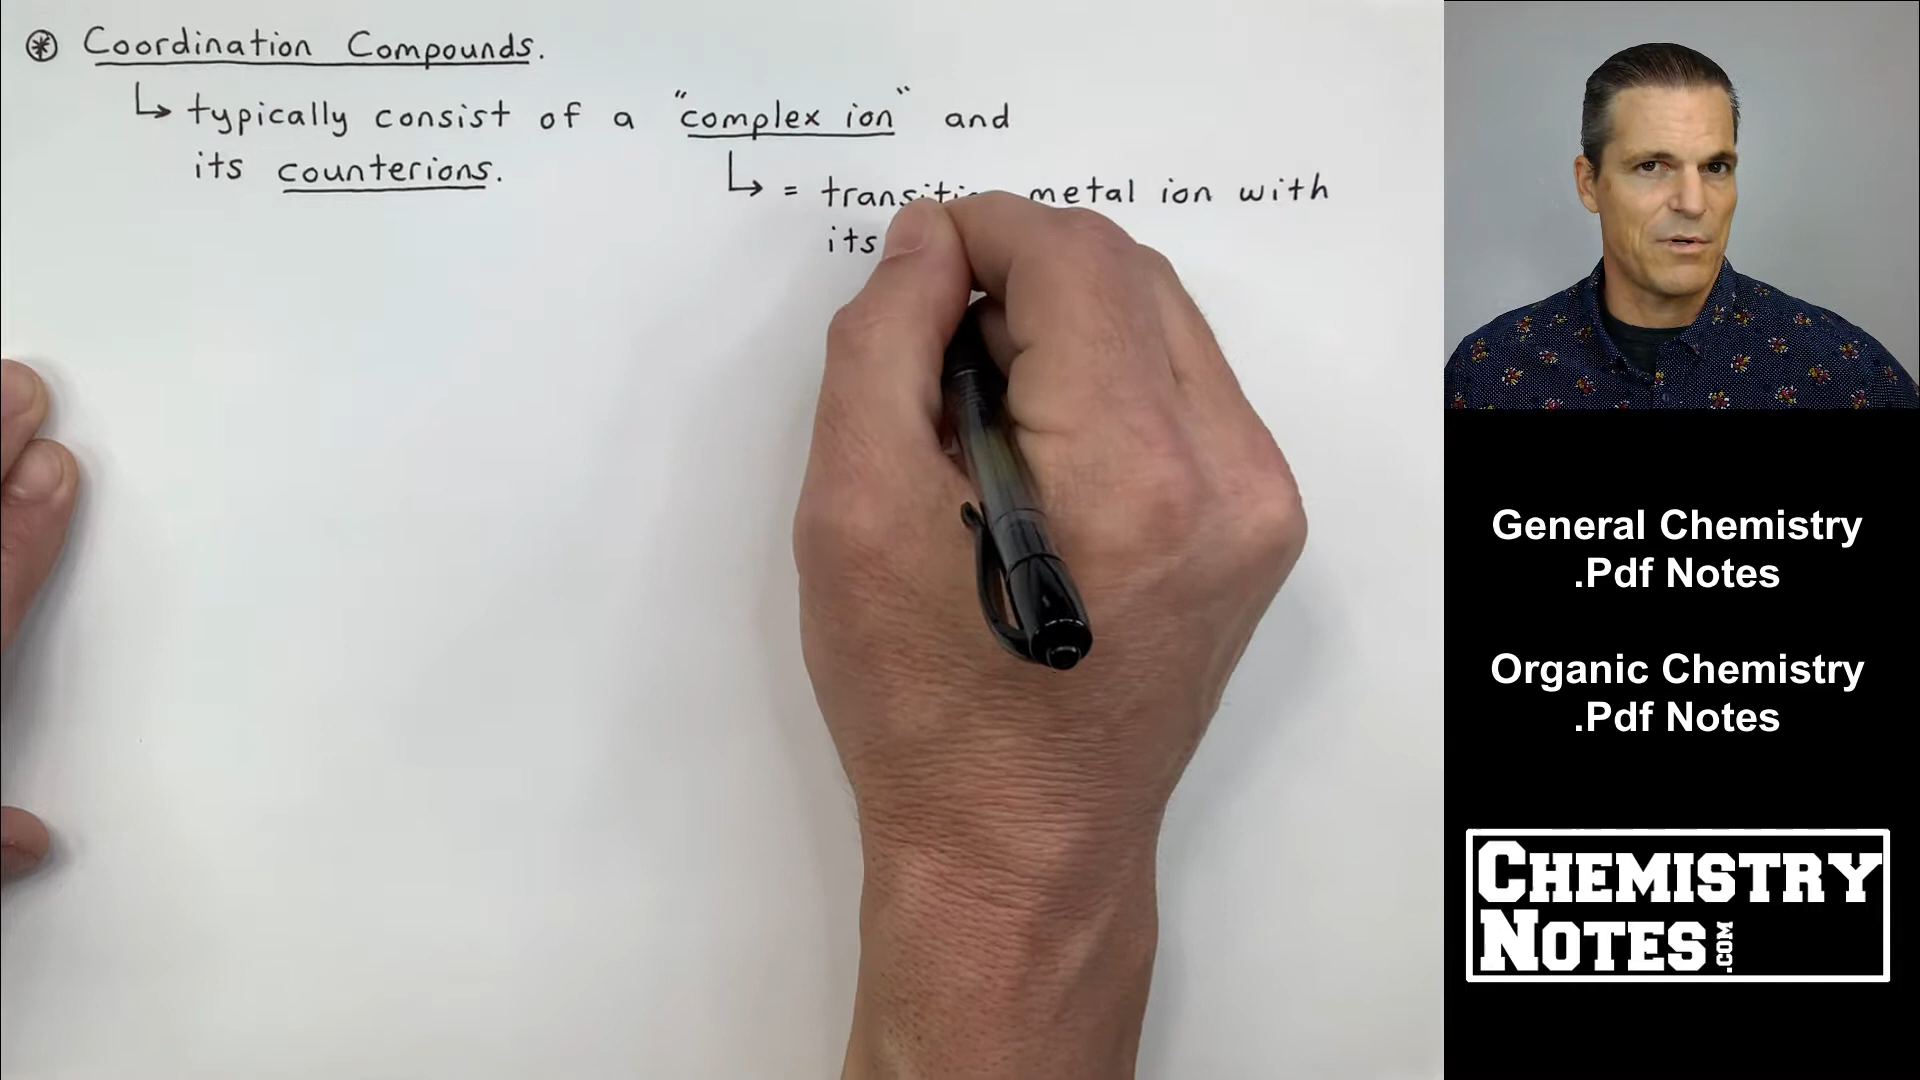 Coordination Compounds.
↳ typically consist of a "complex ion" and
its counterions.
↳ = metal ion with
its
General Chemistry
.Pdf Notes
Organic Chemistry
.Pdf Notes
CHEMISTRY
NOTES.COM